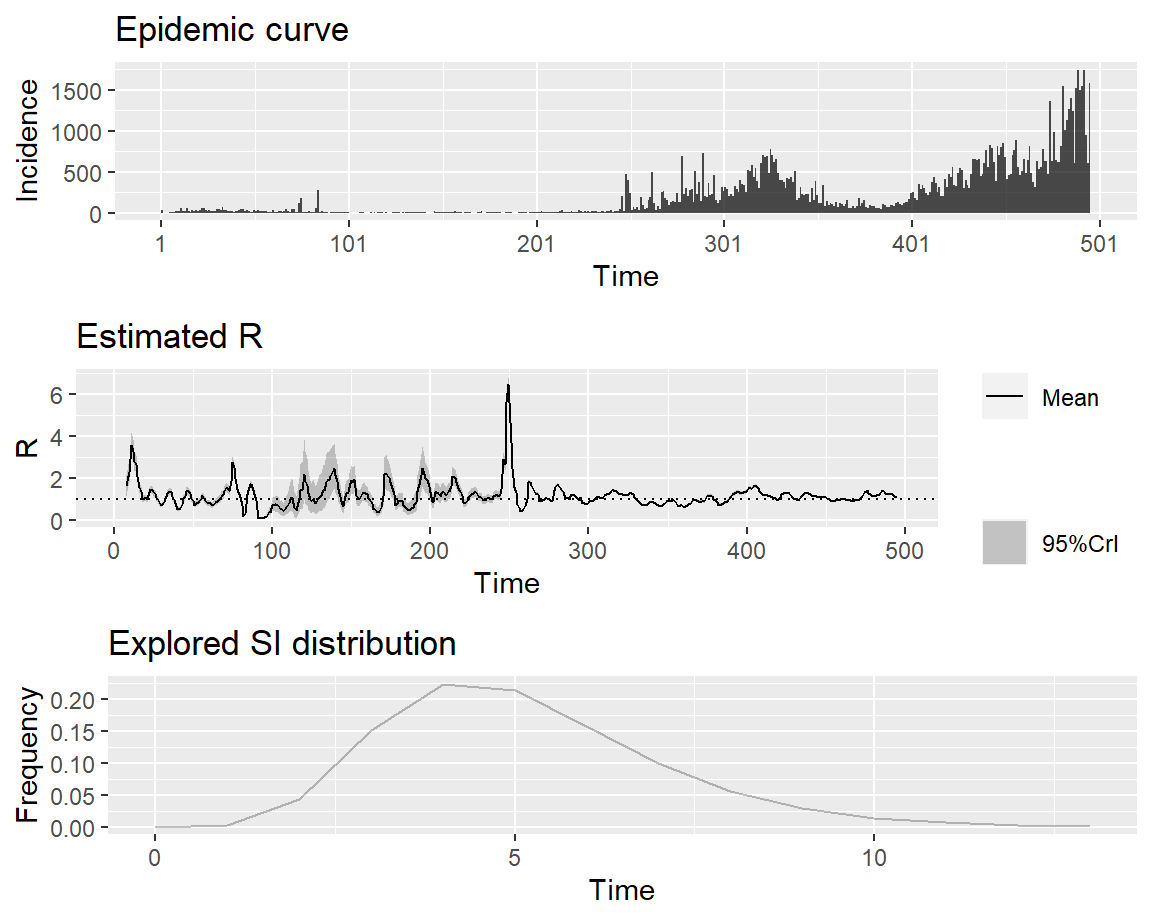 Epidemic curve
Incidence
1500
1000
500
0
1 101 201 301 401 501
Time
Estimated R
R
6
4
2
0
0 100 200 300 400 500
Time
Mean
95%CrI
Explored SI distribution
Frequency
0.20
0.15
0.10
0.05
0.00
0 5 10
Time